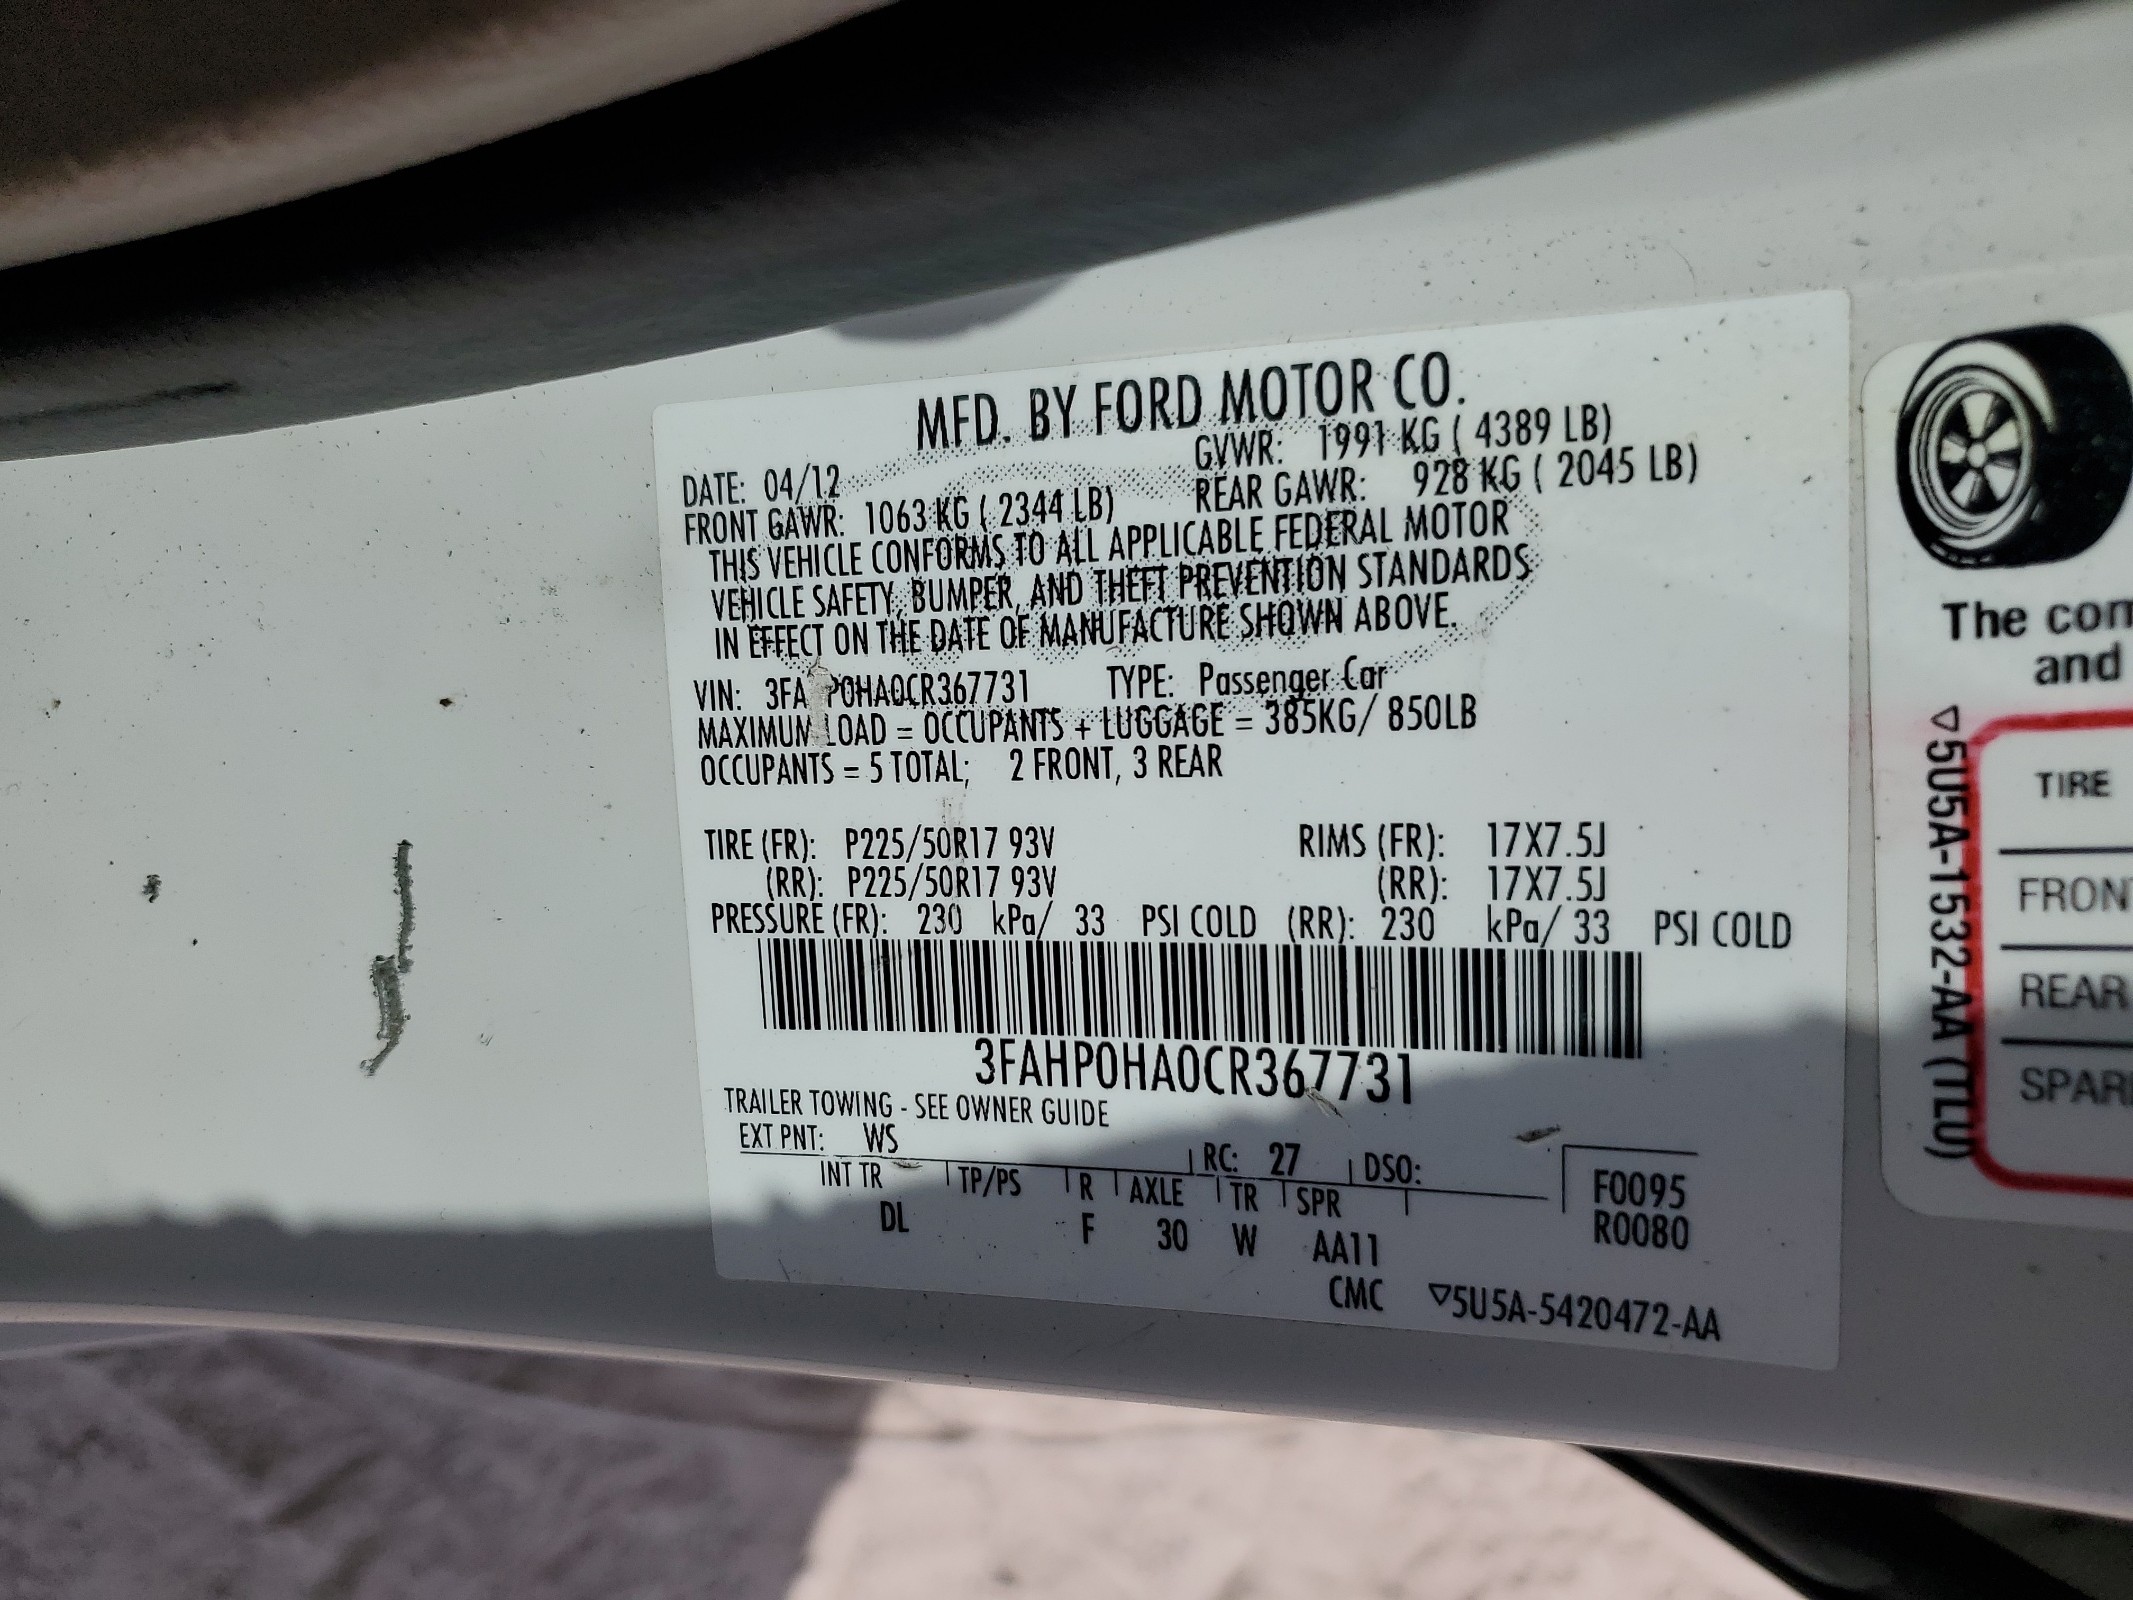 MFD. BY FORD MOTOR CO.
DATE: 04/12 GVWR: 1991 KG ( 4389 LB)
FRONT GAWR: 1063 KG ( 2344 LB) REAR GAWR: 928 KG ( 2045 LB)
THIS VEHICLE CONFORMS TO ALL APPLICABLE FEDERAL MOTOR
VEHICLE SAFETY, BUMPER, AND THEFT PREVENTION STANDARDS
IN EFFECT ON THE DATE OF MANUFACTURE SHOWN ABOVE.
VIN: 3FA P0HA0CR367731 TYPE: Passenger Car
MAXIMUM LOAD = OCCUPANTS + LUGGAGE = 385KG/ 850LB
OCCUPANTS = 5 TOTAL; 2 FRONT, 3 REAR
TIRE (FR): P225/50R17 93V RIMS (FR): 17X7.5J
(RR): P225/50R17 93V (RR): 17X7.5J
PRESSURE (FR): 230 kPa/ 33 PSI COLD (RR): 230 kPa/ 33 PSI COLD
3FAHP0HA0CR367731
TRAILER TOWING - SEE OWNER GUIDE
EXT PNT: WS RC: 27 DSO:
INT TR TP/PS R AXLE TR SPR F0095
DL F 30 W AA11 R0080
CMC ▽5U5A-5420472-AA
The con
and
▽5U5A-1532-AA (TLU)
TIRE
FRON
REAR
SPAR